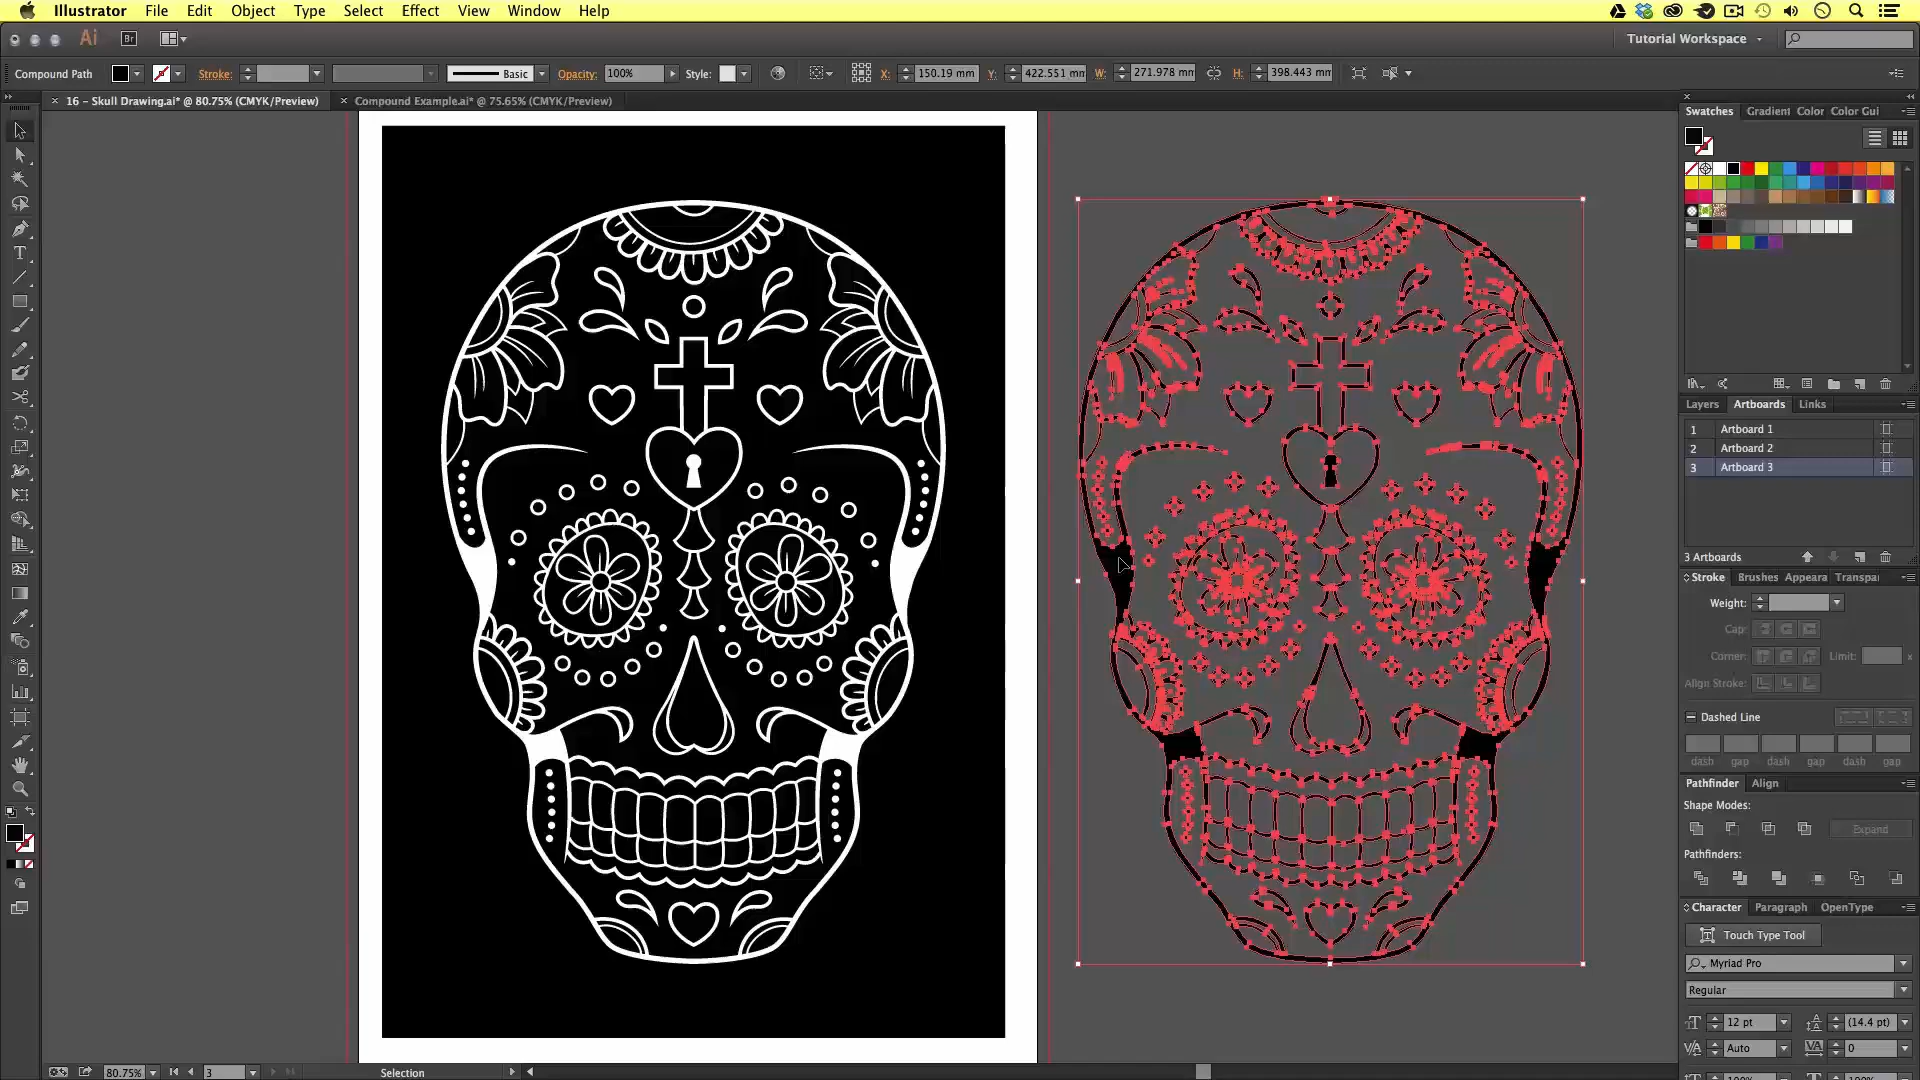 Illustrator File Edit Object Type Select Effect View Window Help
Ai Br Tutorial Workspace
Compound Path Stroke: Basic Opacity: 100% Style: X: 150.19 mm Y: 422.551 mm W: 271.978 mm H: 398.443 mm
16 – Skull Drawing.ai* @ 80.75% (CMYK/Preview) Compound Example.ai* @ 75.65% (CMYK/Preview)
Swatches Gradient Color Color Gui
Layers Artboards Links
1 Artboard 1
2 Artboard 2
3 Artboard 3
3 Artboards
Stroke Brushes Appeara Transpa
Weight:
Cap:
Corner: Limit: x
Align Stroke:
Dashed Line
dash gap dash gap dash gap
Pathfinder Align
Shape Modes:
Expand
Pathfinders:
Character Paragraph OpenType
Touch Type Tool
Myriad Pro
Regular
12 pt (14.4 pt)
Auto 0
80.75% 3 Selection